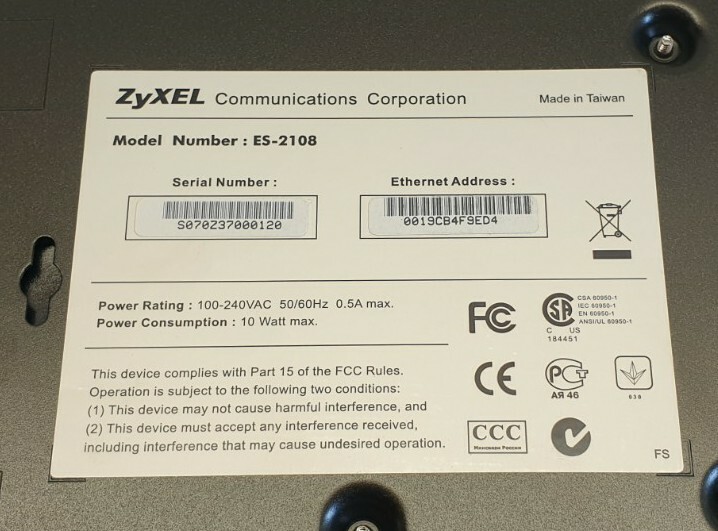 ZyXEL Communications Corporation
Made in Taiwan
Model Number : ES-2108
Serial Number :
S070Z37000120
Ethernet Address :
0019CB4F9ED4
Power Rating : 100-240VAC 50/60Hz 0.5A max.
Power Consumption : 10 Watt max.
FC
SA
C US
184451
CSA 60950-1
IEC 60950-1
EN 60950-1
ANSI/UL 60950-1
This device complies with Part 15 of the FCC Rules.
Operation is subject to the following two conditions:
(1) This device may not cause harmful interference, and
(2) This device must accept any interference received,
including interference that may cause undesired operation.
CE
РСТ
АЯ 46
CCC
FS